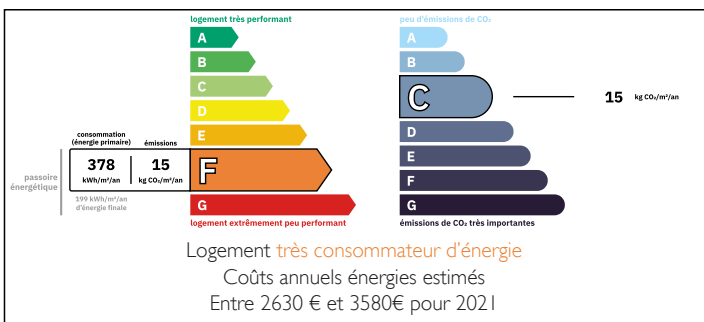 logement très performant
A
B
C
D
E
consommation
(énergie primaire)
émissions
passoire
énergétique
378
kWh/m²/an
15
kg CO₂/m²/an
F
199 kWh/m²/an
d'énergie finale
G
logement extrêmement peu performant
peu d'émissions de CO₂
A
B
C
15 kg CO₂/m²/an
D
E
F
G
émissions de CO₂ très importantes
Logement très consommateur d'énergie
Coûts annuels énergies estimés
Entre 2630 € et 3580€ pour 2021